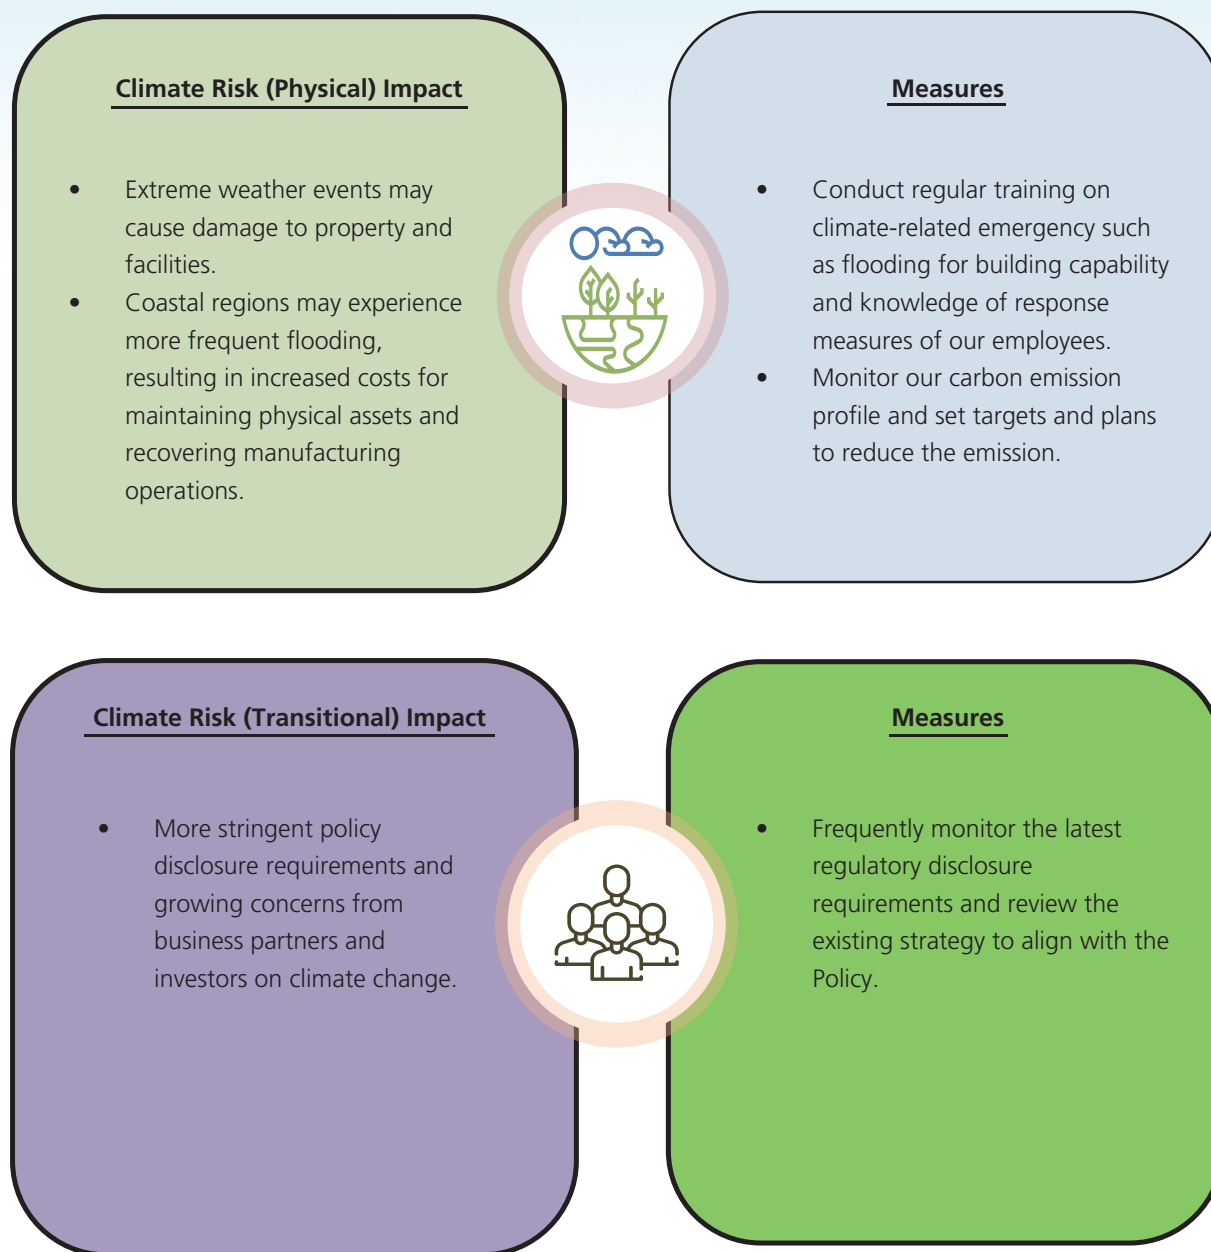 Climate Risk (Physical) Impact
• Extreme weather events may
cause damage to property and
facilities.
• Coastal regions may experience
more frequent flooding,
resulting in increased costs for
maintaining physical assets and
recovering manufacturing
operations.
Measures
• Conduct regular training on
climate-related emergency such
as flooding for building capability
and knowledge of response
measures of our employees.
• Monitor our carbon emission
profile and set targets and plans
to reduce the emission.
Climate Risk (Transitional) Impact
• More stringent policy
disclosure requirements and
growing concerns from
business partners and
investors on climate change.
Measures
• Frequently monitor the latest
regulatory disclosure
requirements and review the
existing strategy to align with the
Policy.